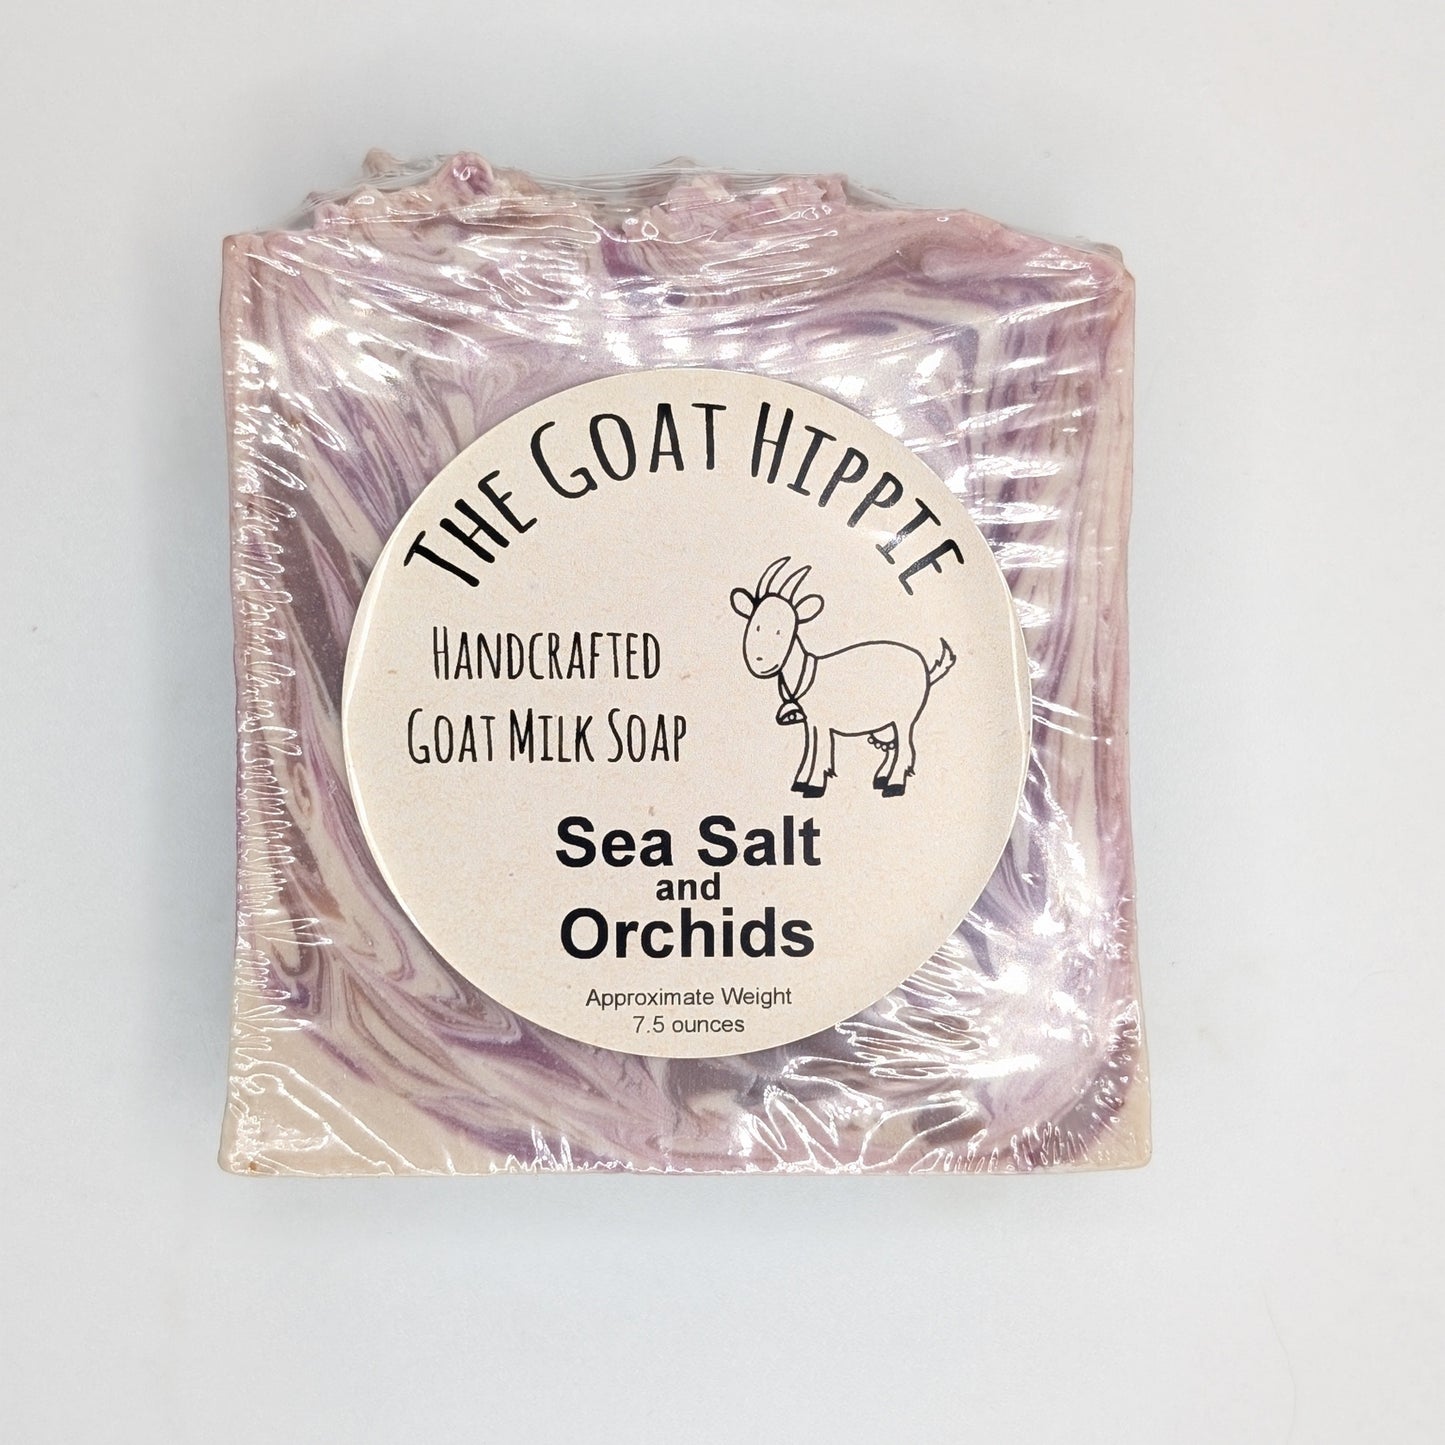 THE GOAT HIPPIE
HANDCRAFTED
GOAT MILK SOAP
Sea Salt
and
Orchids
Approximate Weight
7.5 ounces